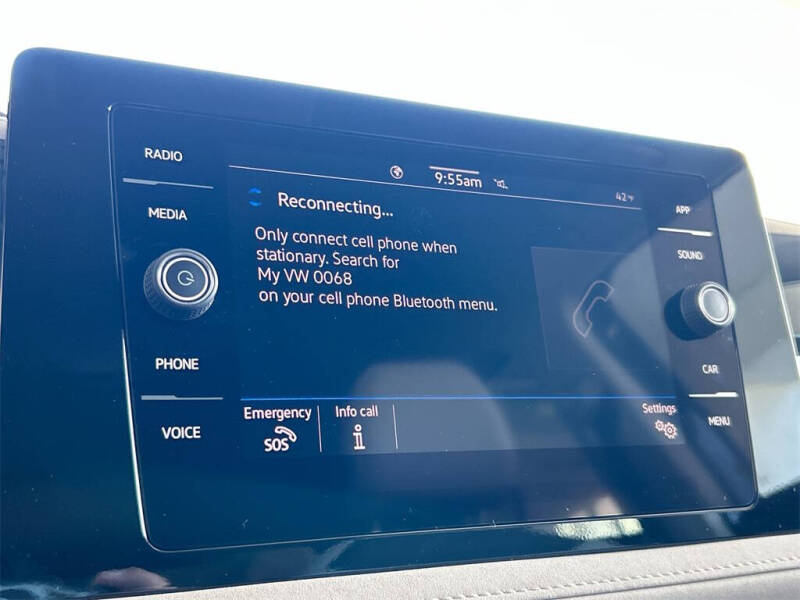 RADIO
MEDIA
PHONE
VOICE
9:55am
42°F
Reconnecting...
Only connect cell phone when
stationary. Search for
My VW 0068
on your cell phone Bluetooth menu.
Emergency
SOS
Info call
Settings
APP
SOUND
CAR
MENU